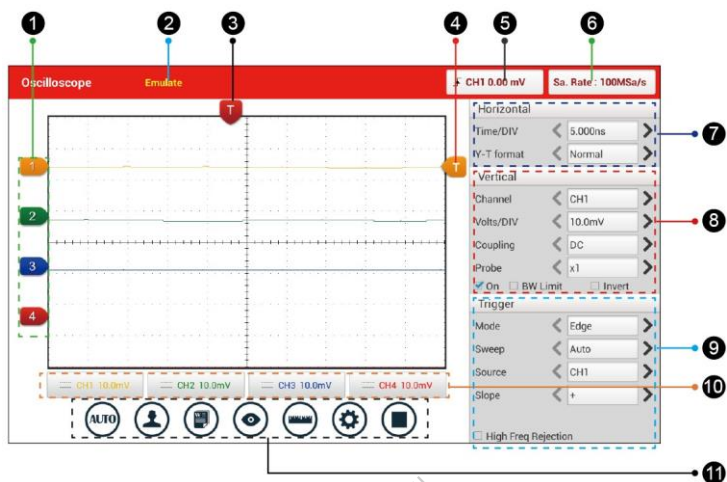 1 2 3 4 5 6
Oscilloscope Emulate CH1 0.00 mV Sa. Rate : 100MSa/s
T
Horizontal
Time/DIV 5.000ns
Y-T format Normal
7
1 T
Vertical
Channel CH1
Volts/DIV 10.0mV
Coupling DC
Probe x1
On BW Limit Invert
8
2
3
4
Trigger
Mode Edge
Sweep Auto
Source CH1
Slope +
High Freq Rejection
9
CH1 10.0mV CH2 10.0mV CH3 10.0mV CH4 10.0mV
10
AUTO
11